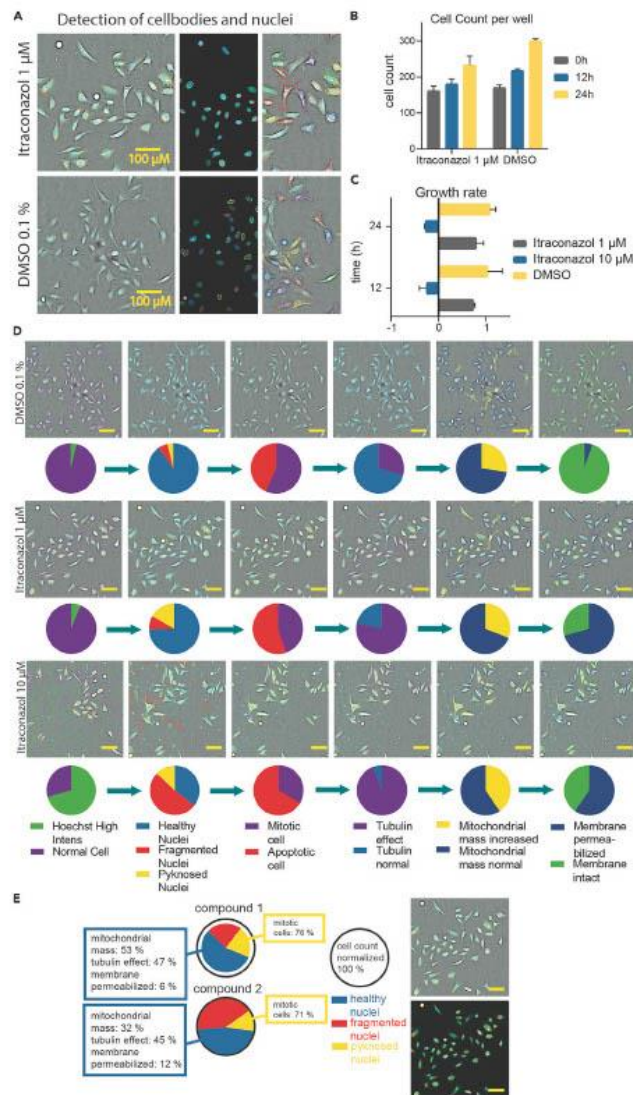 A
Detection of cellbodies and nuclei
Itraconazol 1 µM
100 µM
DMSO 0.1 %
100 µM
B
Cell Count per well
cell count
300
200
100
0
Itraconazol 1 µM DMSO
0h
12h
24h
C
Growth rate
time (h)
24
12
-1
0
1
Itraconazol 1 µM
Itraconazol 10 µM
DMSO
D
DMSO 0.1 %
Itraconazol 1 µM
Itraconazol 10 µM
Hoechst High
Intens
Normal Cell
Healthy
Nuclei
Fragmented
Nuclei
Pyknosed
Nuclei
Mitotic
cell
Apoptotic
cell
Tubulin
effect
Tubulin
normal
Mitochondrial
mass increased
Mitochondrial
mass normal
Membrane
permea-
bilized
Membrane
intact
E
compound 1
mitochondrial
mass: 53 %
tubulin effect: 47 %
membrane
permeabilized: 6 %
mitotic
cells: 76 %
compound 2
mitochondrial
mass: 32 %
tubulin effect: 45 %
membrane
permeabilized: 12 %
mitotic
cells: 71 %
cell count
normalized
100 %
healthy
nuclei
fragmented
nuclei
pyknosed
nuclei